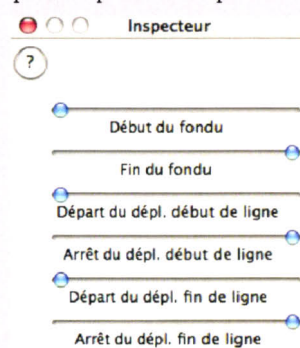 Inspecteur
?
Début du fondu
Fin du fondu
Départ du dépl. début de ligne
Arrêt du dépl. début de ligne
Départ du dépl. fin de ligne
Arrêt du dépl. fin de ligne